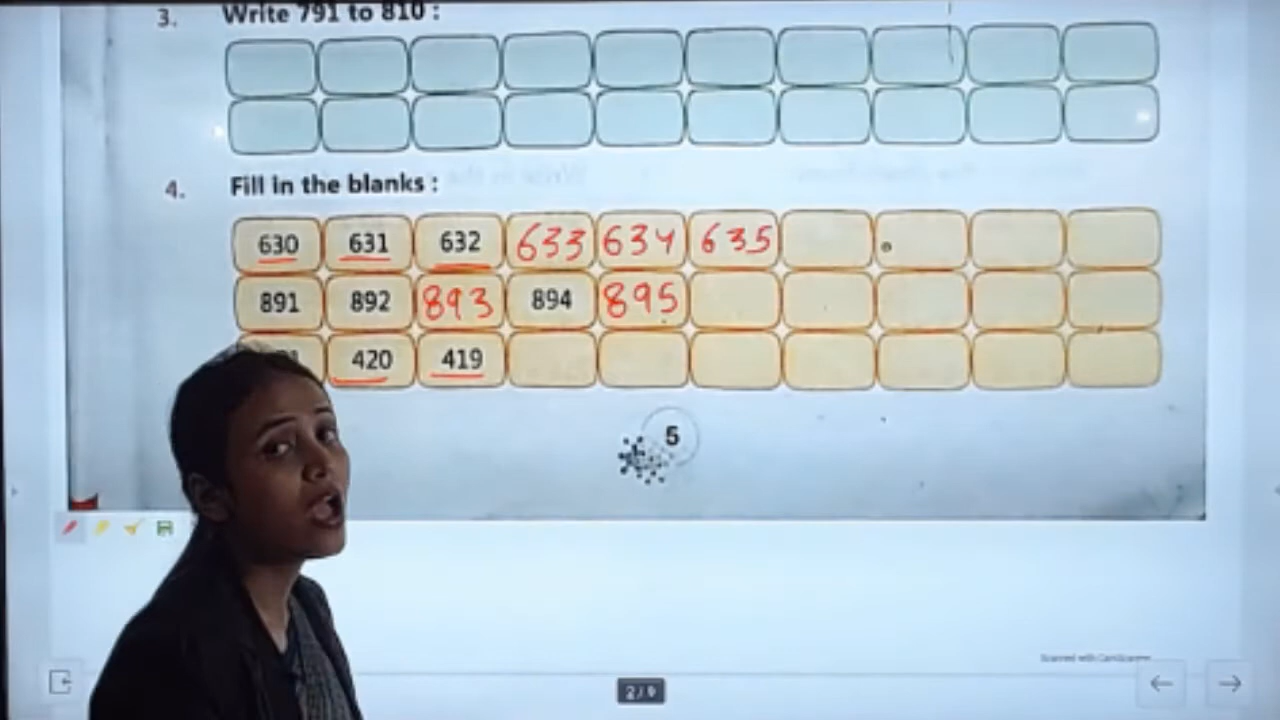 3. Write 791 to 810 :
4. Fill in the blanks :
630 631 632 633 634 635
891 892 893 894 895
420 419
5
2 / 9